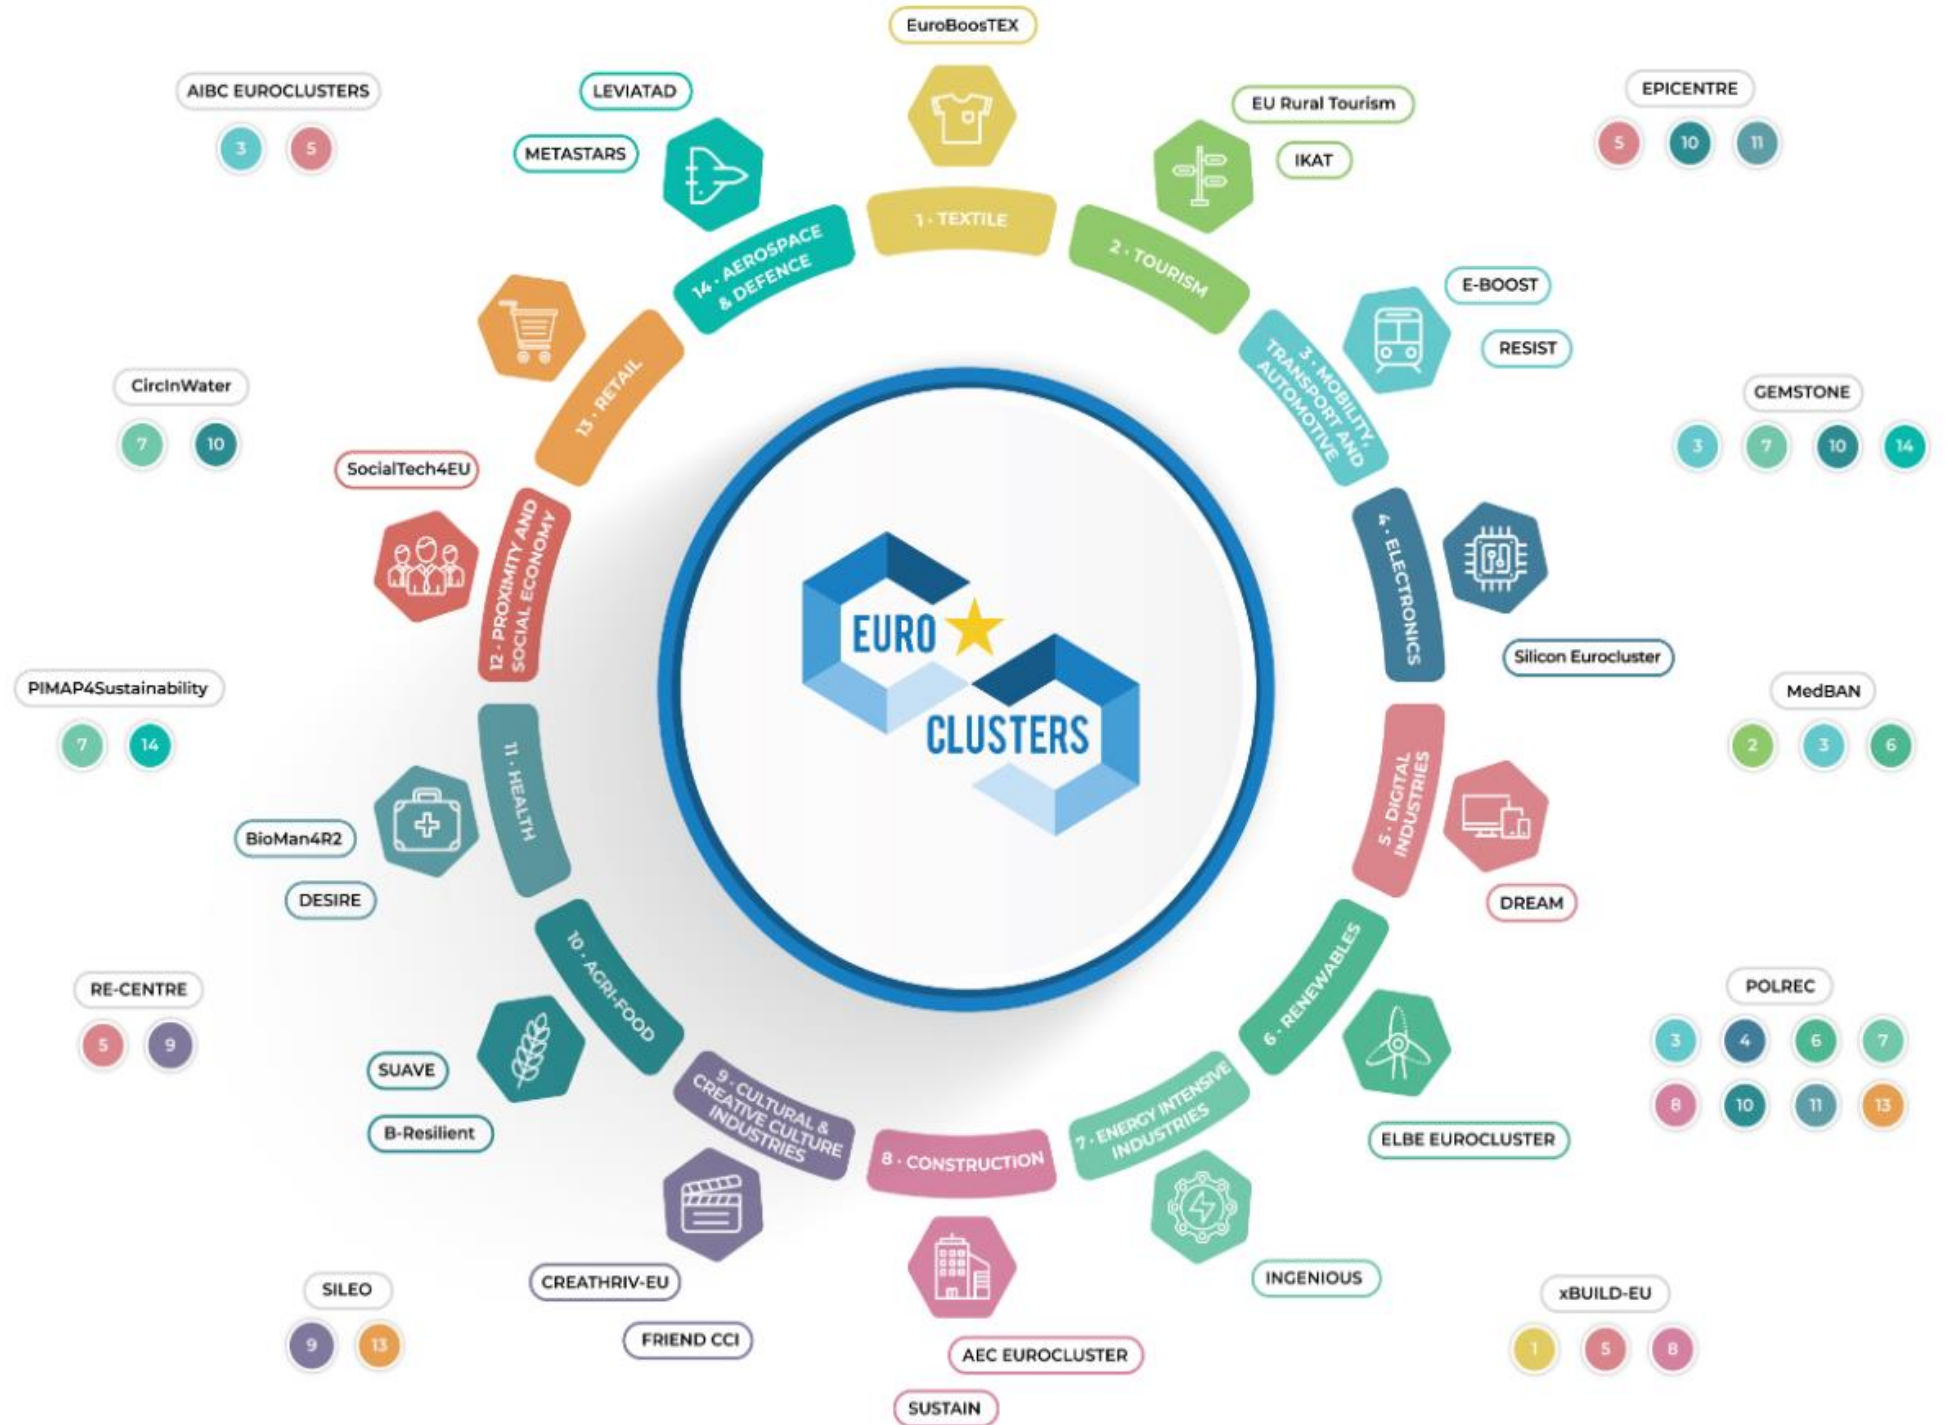 EuroBoosTEX
AIBC EUROCLUSTERS
3
5
LEVIATAD
METASTARS
EU Rural Tourism
IKAT
EPICENTRE
5
10
11
1 · TEXTILE
2 · TOURISM
14 · AEROSPACE
& DEFENCE
E-BOOST
RESIST
3 · MOBILITY,
TRANSPORT AND
AUTOMOTIVE
13 · RETAIL
CircInWater
7
10
GEMSTONE
3
7
10
14
SocialTech4EU
12 · PROXIMITY AND
SOCIAL ECONOMY
4 · ELECTRONICS
Silicon Eurocluster
EURO
CLUSTERS
PIMAP4Sustainability
7
14
MedBAN
2
3
6
11 · HEALTH
5 · DIGITAL
INDUSTRIES
BioMan4R2
DESIRE
DREAM
10 · AGRI-FOOD
6 · RENEWABLES
RE-CENTRE
5
9
POLREC
3
4
6
7
8
10
11
13
SUAVE
B-Resilient
9 · CULTURAL &
CREATIVE CULTURE
INDUSTRIES
8 · CONSTRUCTION
7 · ENERGY INTENSIVE
INDUSTRIES
ELBE EUROCLUSTER
CREATHRIV-EU
FRIEND CCI
INGENIOUS
SILEO
9
13
xBUILD-EU
1
5
8
AEC EUROCLUSTER
SUSTAIN